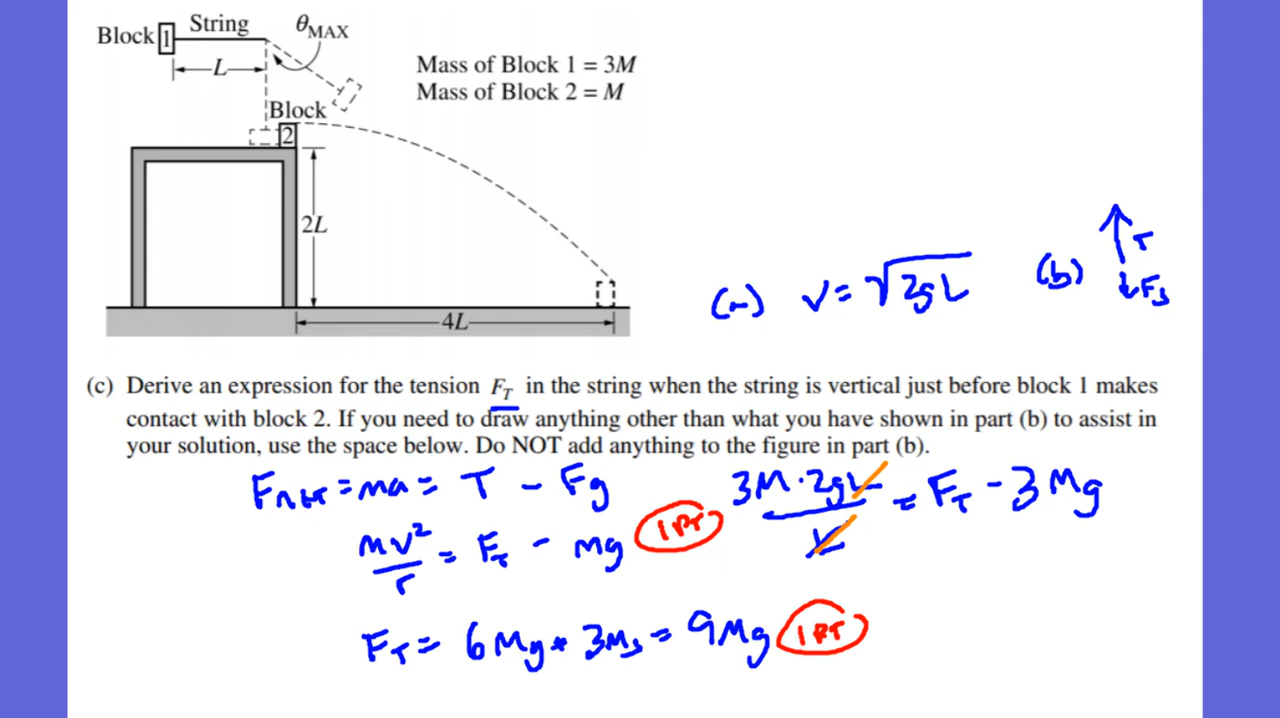 String θMAX
Block 1
L
Mass of Block 1 = 3M
Mass of Block 2 = M
Block
2
2L
4L
(a) v = √2gL (b) ↑T
↓Fg
(c) Derive an expression for the tension F_T in the string when the string is vertical just before block 1 makes
contact with block 2. If you need to draw anything other than what you have shown in part (b) to assist in
your solution, use the space below. Do NOT add anything to the figure in part (b).
Fnet = ma = T - Fg
3M·2gL/L = F_T - 3Mg
mv²/r = F_T - mg (1 PT)
F_T = 6Mg + 3Mg = 9Mg (1 PT)